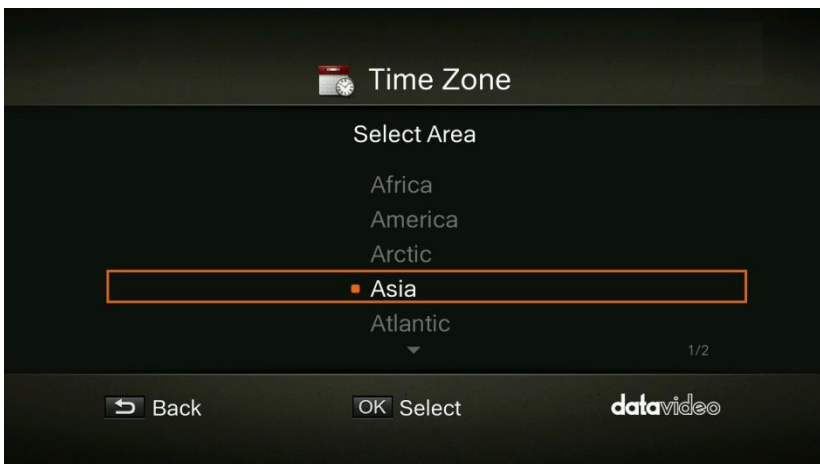 Time Zone
Select Area
Africa
America
Arctic
Asia
Atlantic
1/2
Back
OK Select
datavideo